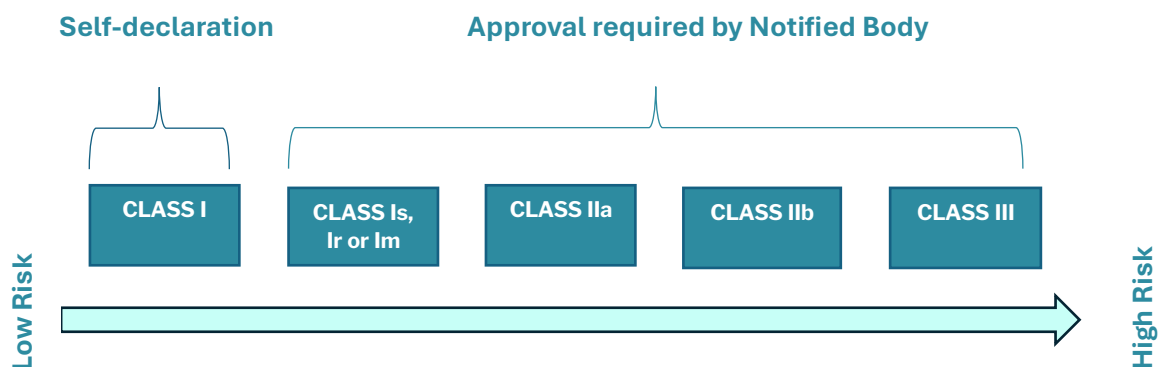 Self-declaration
Approval required by Notified Body
CLASS I
CLASS Is,
Ir or Im
CLASS IIa
CLASS IIb
CLASS III
Low Risk
High Risk